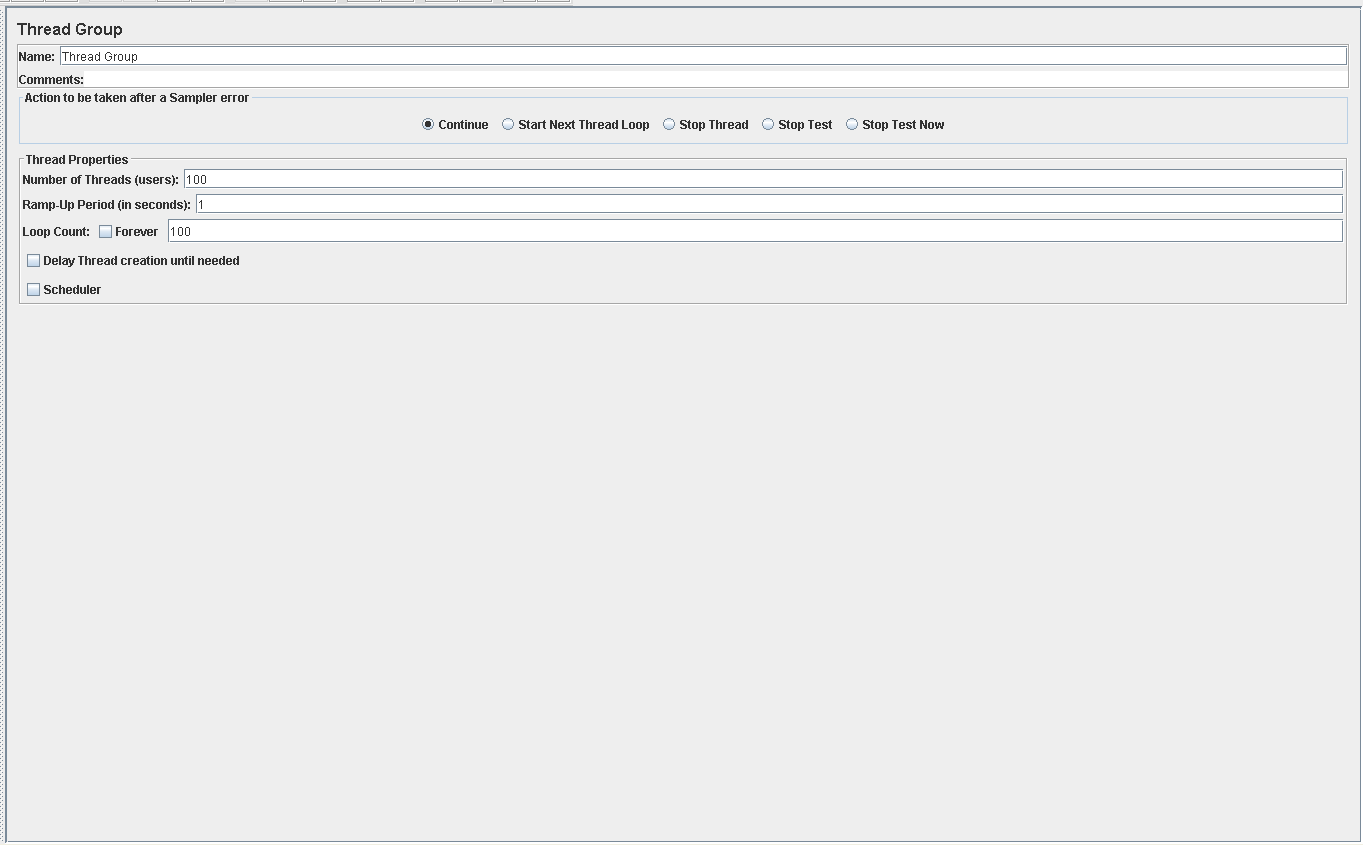 Thread Group
Name: Thread Group
Comments:
Action to be taken after a Sampler error
Continue Start Next Thread Loop Stop Thread Stop Test Stop Test Now
Thread Properties
Number of Threads (users): 100
Ramp-Up Period (in seconds): 1
Loop Count: Forever 100
Delay Thread creation until needed
Scheduler